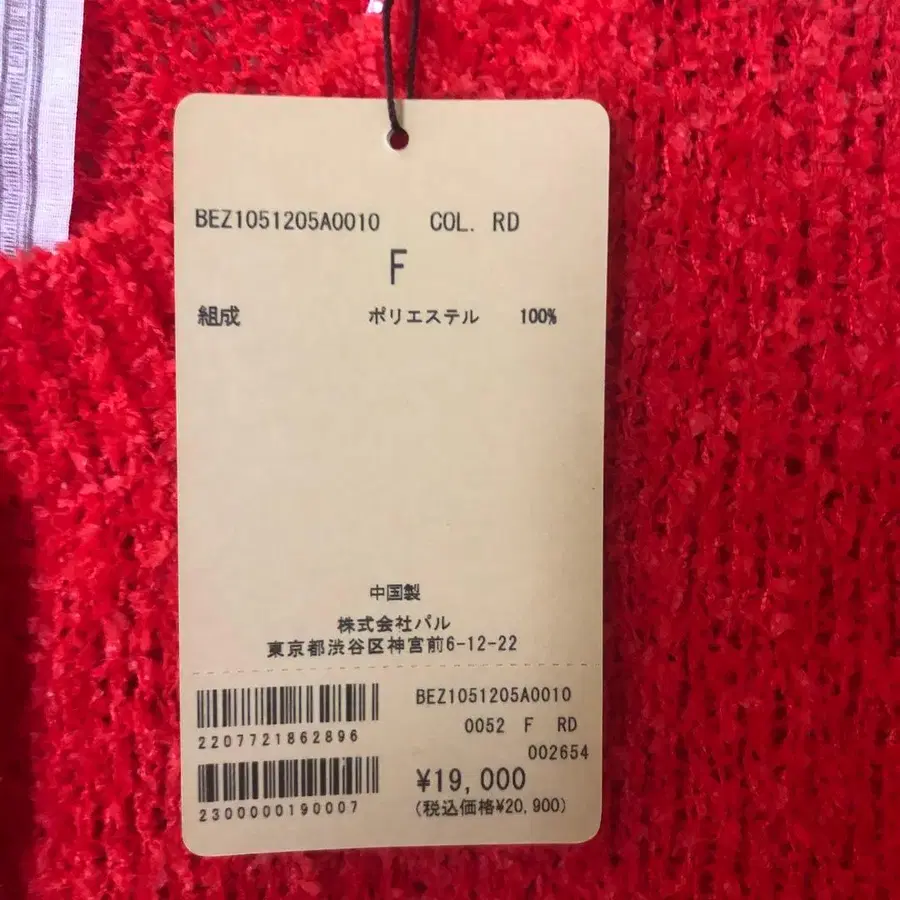 BEZ1051205A0010 COL. RD
F
組成 ポリエステル 100%
中国製
株式会社パル
東京都渋谷区神宮前6-12-22
BEZ1051205A0010
0052 F RD
002654
2207721862896
¥19,000
(税込価格¥20,900)
2300000190007